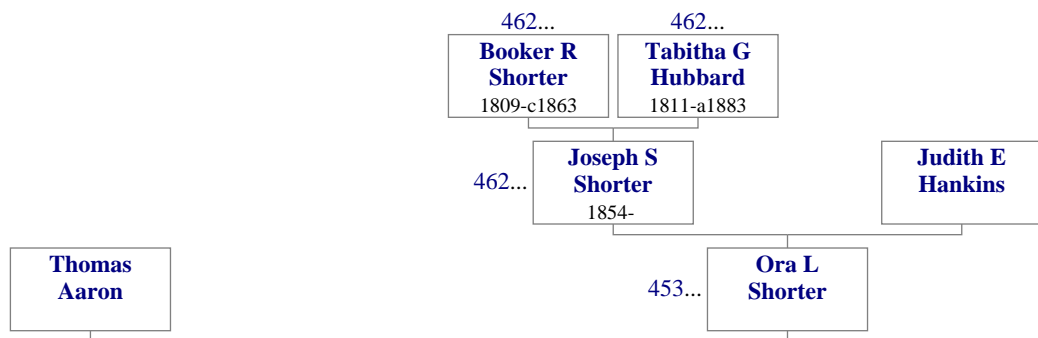 462...
462...
Booker R
Shorter
1809-c1863
Tabitha G
Hubbard
1811-a1883
462...
Joseph S
Shorter
1854-
Judith E
Hankins
Thomas
Aaron
453...
Ora L
Shorter